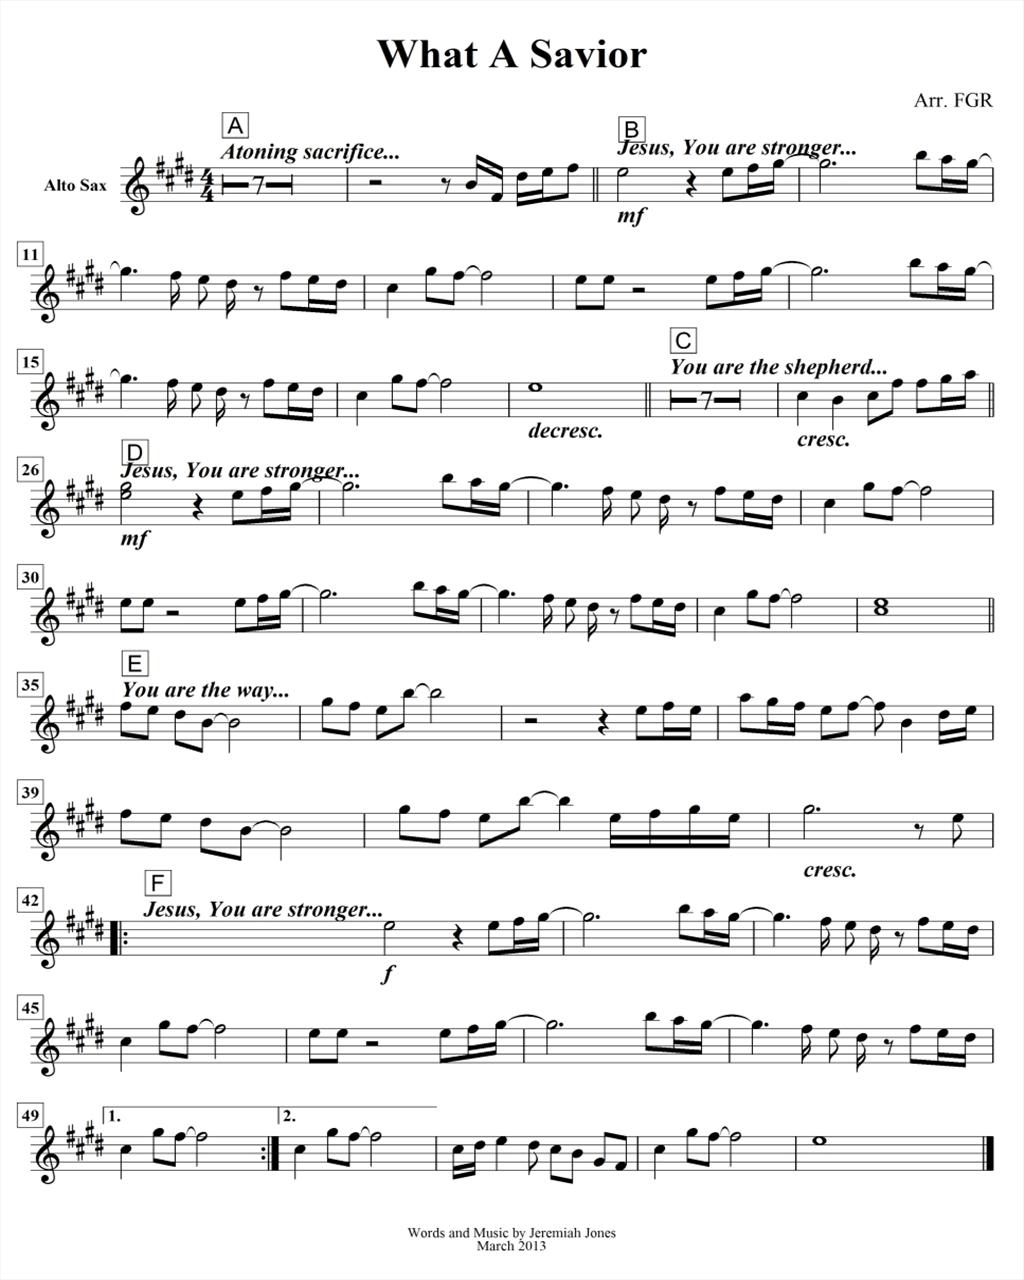 What A Savior
Arr. FGR
A
B
Atoning sacrifice...
Jesus, You are stronger...
Alto Sax
4
4
7
mf
11
C
15
You are the shepherd...
7
decresc.
cresc.
D
26
Jesus, You are stronger...
mf
30
E
35
You are the way...
39
cresc.
F
42
Jesus, You are stronger...
f
45
49
1.
2.
Words and Music by Jeremiah Jones
March 2013